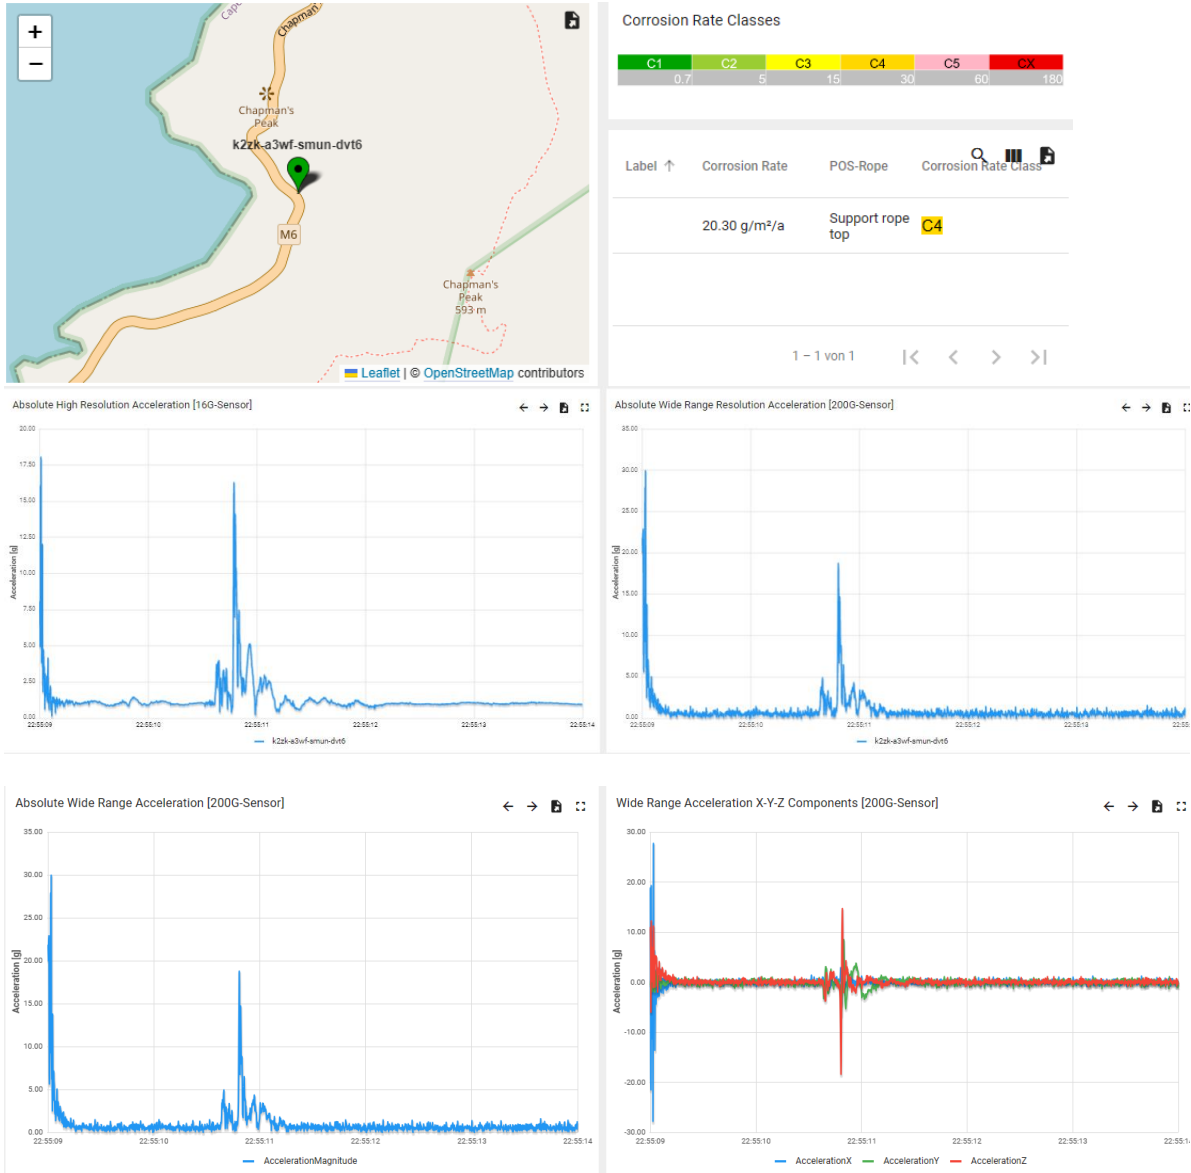 +
−
Cape
Chapman
Chapman's
Peak
k2zk-a3wf-smun-dvt6
M6
Chapman's
Peak
593 m
Leaflet | © OpenStreetMap contributors
Corrosion Rate Classes
C1 C2 C3 C4 C5 CX
0.7 5 15 30 60 180
Label ↑ Corrosion Rate POS-Rope Corrosion Rate Class
20.30 g/m²/a Support rope top C4
1 – 1 von 1
Absolute High Resolution Acceleration [16G-Sensor]
20.00
17.50
15.00
12.50
10.00
7.50
5.00
2.50
0.00
Acceleration [g]
22:55:09 22:55:10 22:55:11 22:55:12 22:55:13 22:55:14
k2zk-a3wf-smun-dvt6
Absolute Wide Range Resolution Acceleration [200G-Sensor]
35.00
30.00
25.00
20.00
15.00
10.00
5.00
0.00
Acceleration [g]
22:55:09 22:55:10 22:55:11 22:55:12 22:55:13 22:5
k2zk-a3wf-smun-dvt6
Absolute Wide Range Acceleration [200G-Sensor]
35.00
30.00
25.00
20.00
15.00
10.00
5.00
0.00
Acceleration [g]
22:55:09 22:55:10 22:55:11 22:55:12 22:55:13 22:55:14
AccelerationMagnitude
Wide Range Acceleration X-Y-Z Components [200G-Sensor]
30.00
20.00
10.00
0.00
-10.00
-20.00
-30.00
Acceleration [g]
22:55:09 22:55:10 22:55:11 22:55:12 22:55:13 22:55:1
AccelerationX AccelerationY AccelerationZ